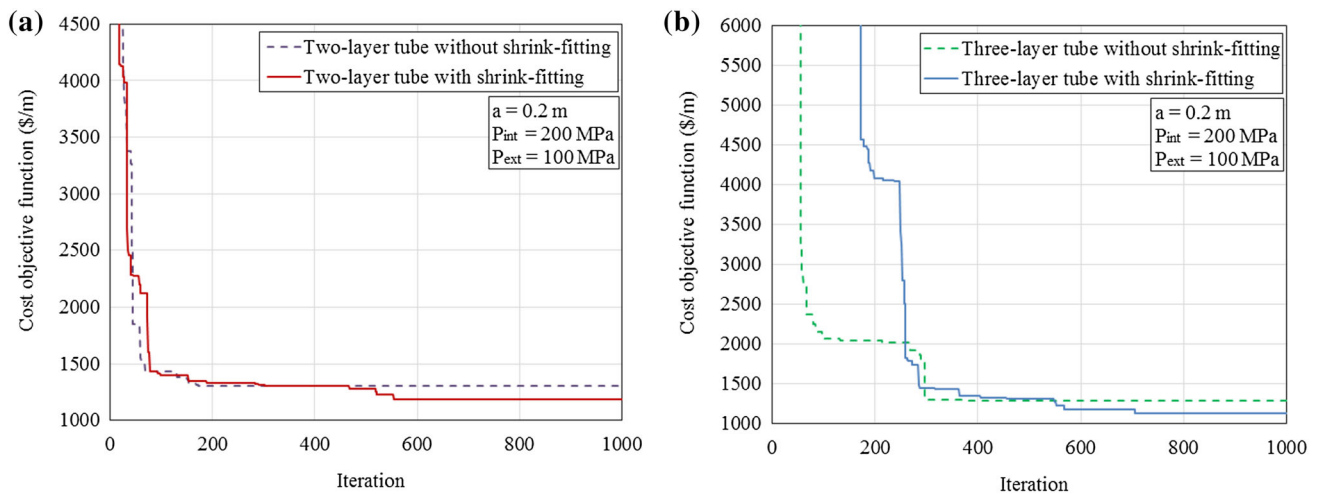 (a)
4500
4000
3500
3000
2500
2000
1500
1000
Cost objective function ($/m)
Two-layer tube without shrink-fitting
Two-layer tube with shrink-fitting
a = 0.2 m
Pint = 200 MPa
Pext = 100 MPa
0 200 400 600 800 1000
Iteration
(b)
6000
5500
5000
4500
4000
3500
3000
2500
2000
1500
1000
Cost objective function ($/m)
Three-layer tube without shrink-fitting
Three-layer tube with shrink-fitting
a = 0.2 m
Pint = 200 MPa
Pext = 100 MPa
0 200 400 600 800 1000
Iteration